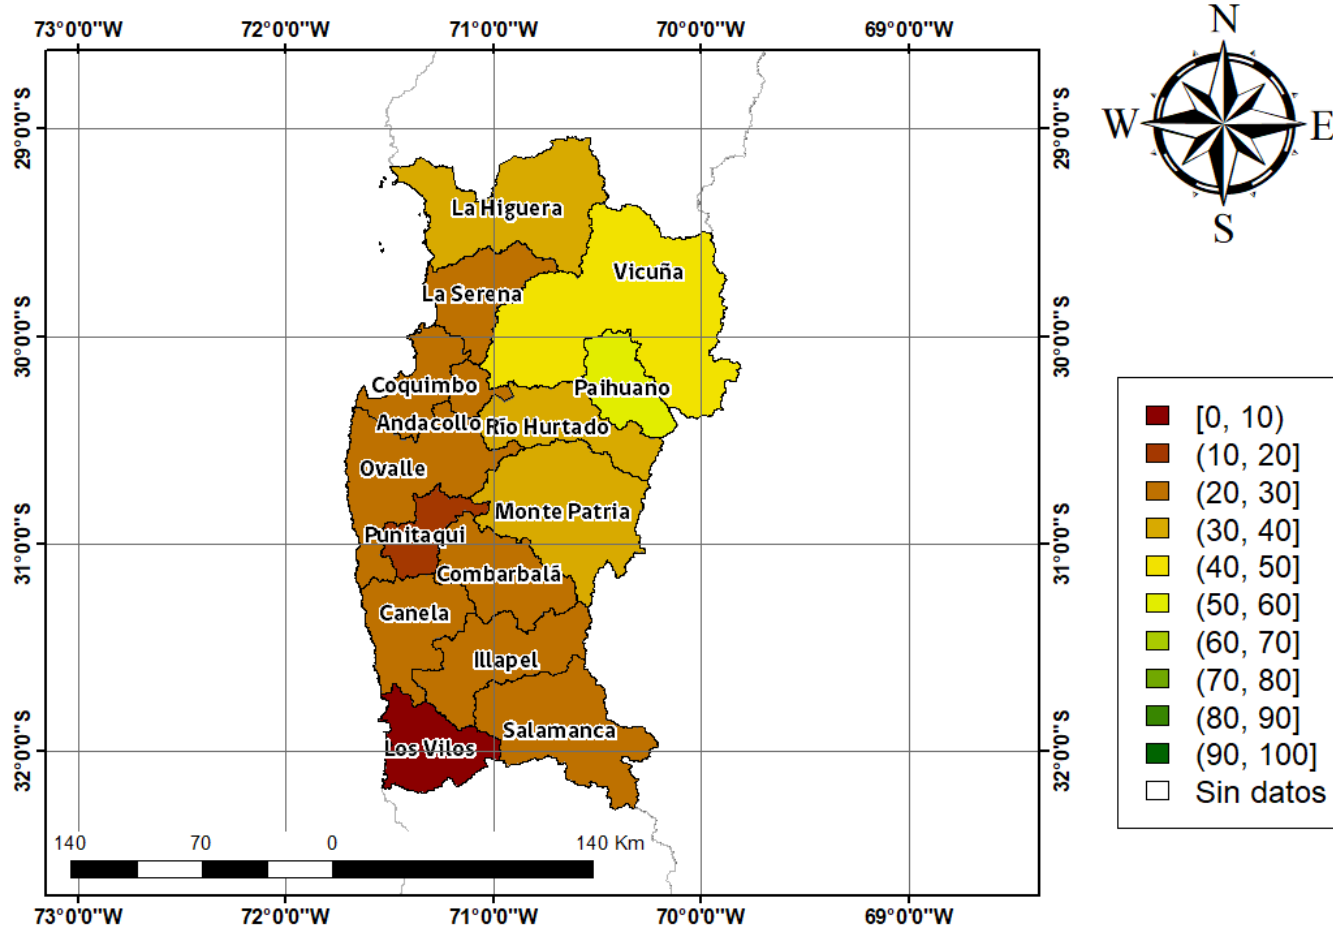 73°0'0"W 72°0'0"W 71°0'0"W 70°0'0"W 69°0'0"W
N
W E
S
29°0'0"S 29°0'0"S
La Higuera
Vicuña
La Serena
30°0'0"S 30°0'0"S
Coquimbo Paihuano
Andacollo Río Hurtado
Ovalle
Monte Patria
Punitaqui
31°0'0"S 31°0'0"S
Combarbalã
Canela
Illapel
Salamanca
Los Vilos
32°0'0"S 32°0'0"S
[0, 10)
(10, 20]
(20, 30]
(30, 40]
(40, 50]
(50, 60]
(60, 70]
(70, 80]
(80, 90]
(90, 100]
Sin datos
140 70 0 140 Km
73°0'0"W 72°0'0"W 71°0'0"W 70°0'0"W 69°0'0"W